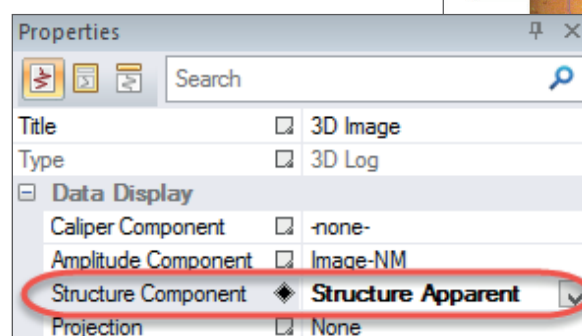 Properties
Search
Title 3D Image
Type 3D Log
Data Display
Caliper Component -none-
Amplitude Component Image-NM
Structure Component Structure Apparent
Projection None